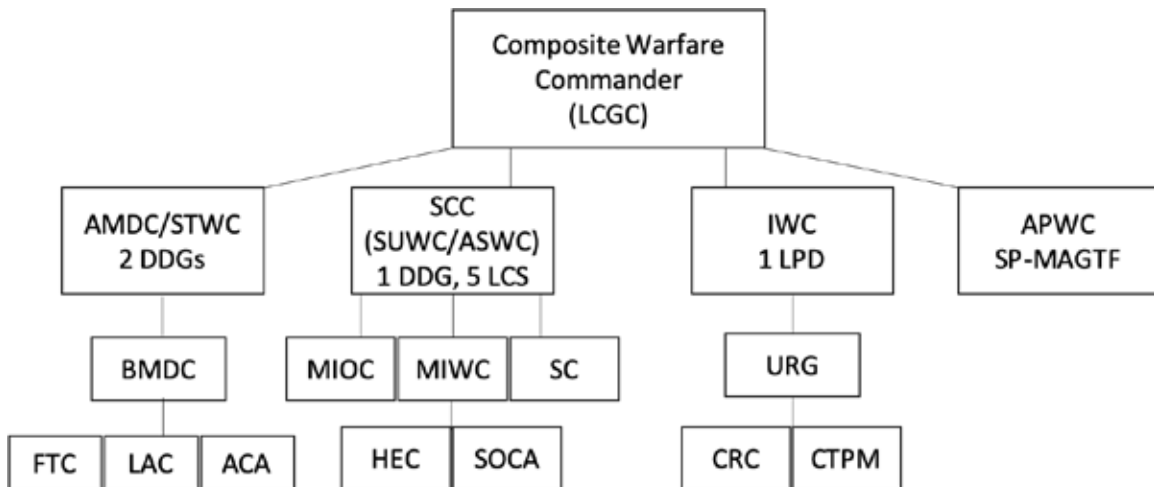 Composite Warfare
Commander
(LCGC)
AMDC/STWC
2 DDGs
SCC
(SUWC/ASWC)
1 DDG, 5 LCS
IWC
1 LPD
APWC
SP-MAGTF
BMDC
MIOC
MIWC
SC
URG
FTC
LAC
ACA
HEC
SOCA
CRC
CTPM